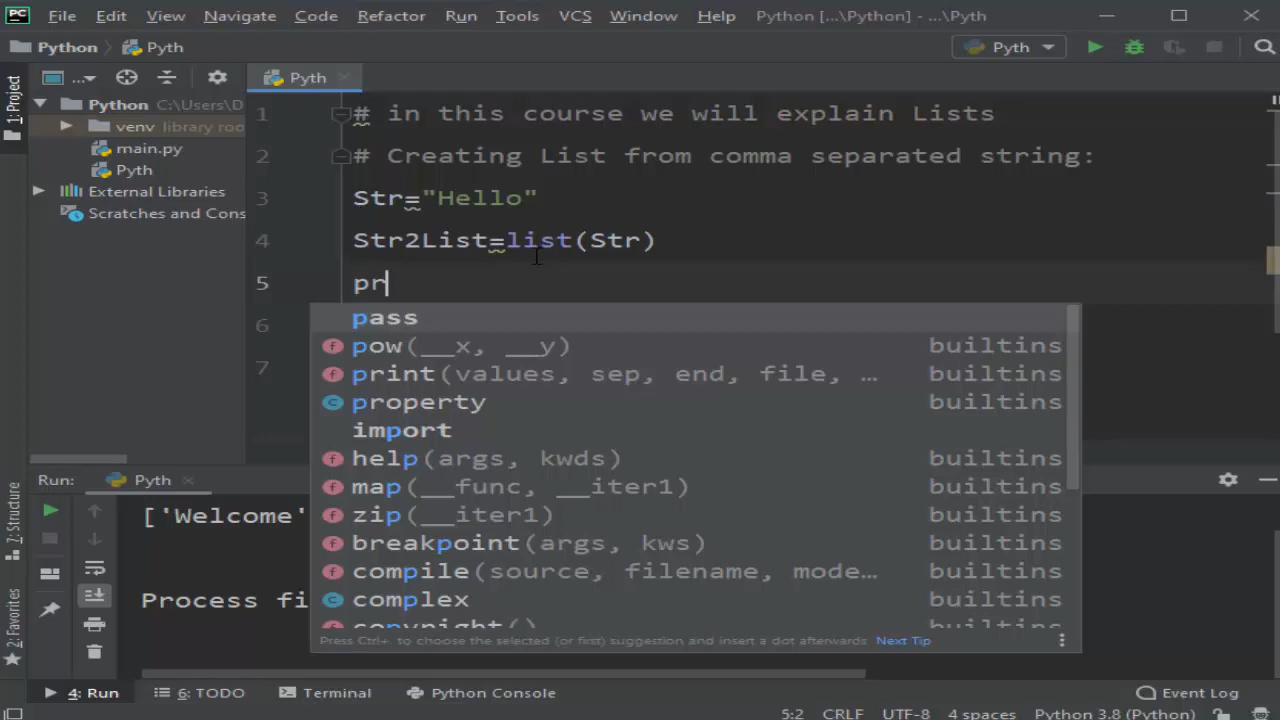 PC File Edit View Navigate Code Refactor Run Tools VCS Window Help Python [...\Python] - ...\Pyth
Python Pyth Pyth
... Pyth
1: Project
Python C:\Users\D
venv library roo
main.py
Pyth
External Libraries
Scratches and Cons
1 # in this course we will explain Lists
2 # Creating List from comma separated string:
3 Str="Hello"
4 Str2List=list(Str)
5 pr
6
7
pass
f pow(__x, __y) builtins
f print(values, sep, end, file, … builtins
C property builtins
import
f help(args, kwds) builtins
f map(__func, __iter1) builtins
f zip(__iter1) builtins
f breakpoint(args, kws) builtins
f compile(source, filename, mode… builtins
C complex builtins
f copyright() builtins
Press Ctrl+. to choose the selected (or first) suggestion and insert a dot afterwards Next Tip
Run: Pyth
['Welcome'
Process fi
7: Structure
2: Favorites
4: Run 6: TODO Terminal Python Console Event Log
5:2 CRLF UTF-8 4 spaces Python 3.8 (Python)